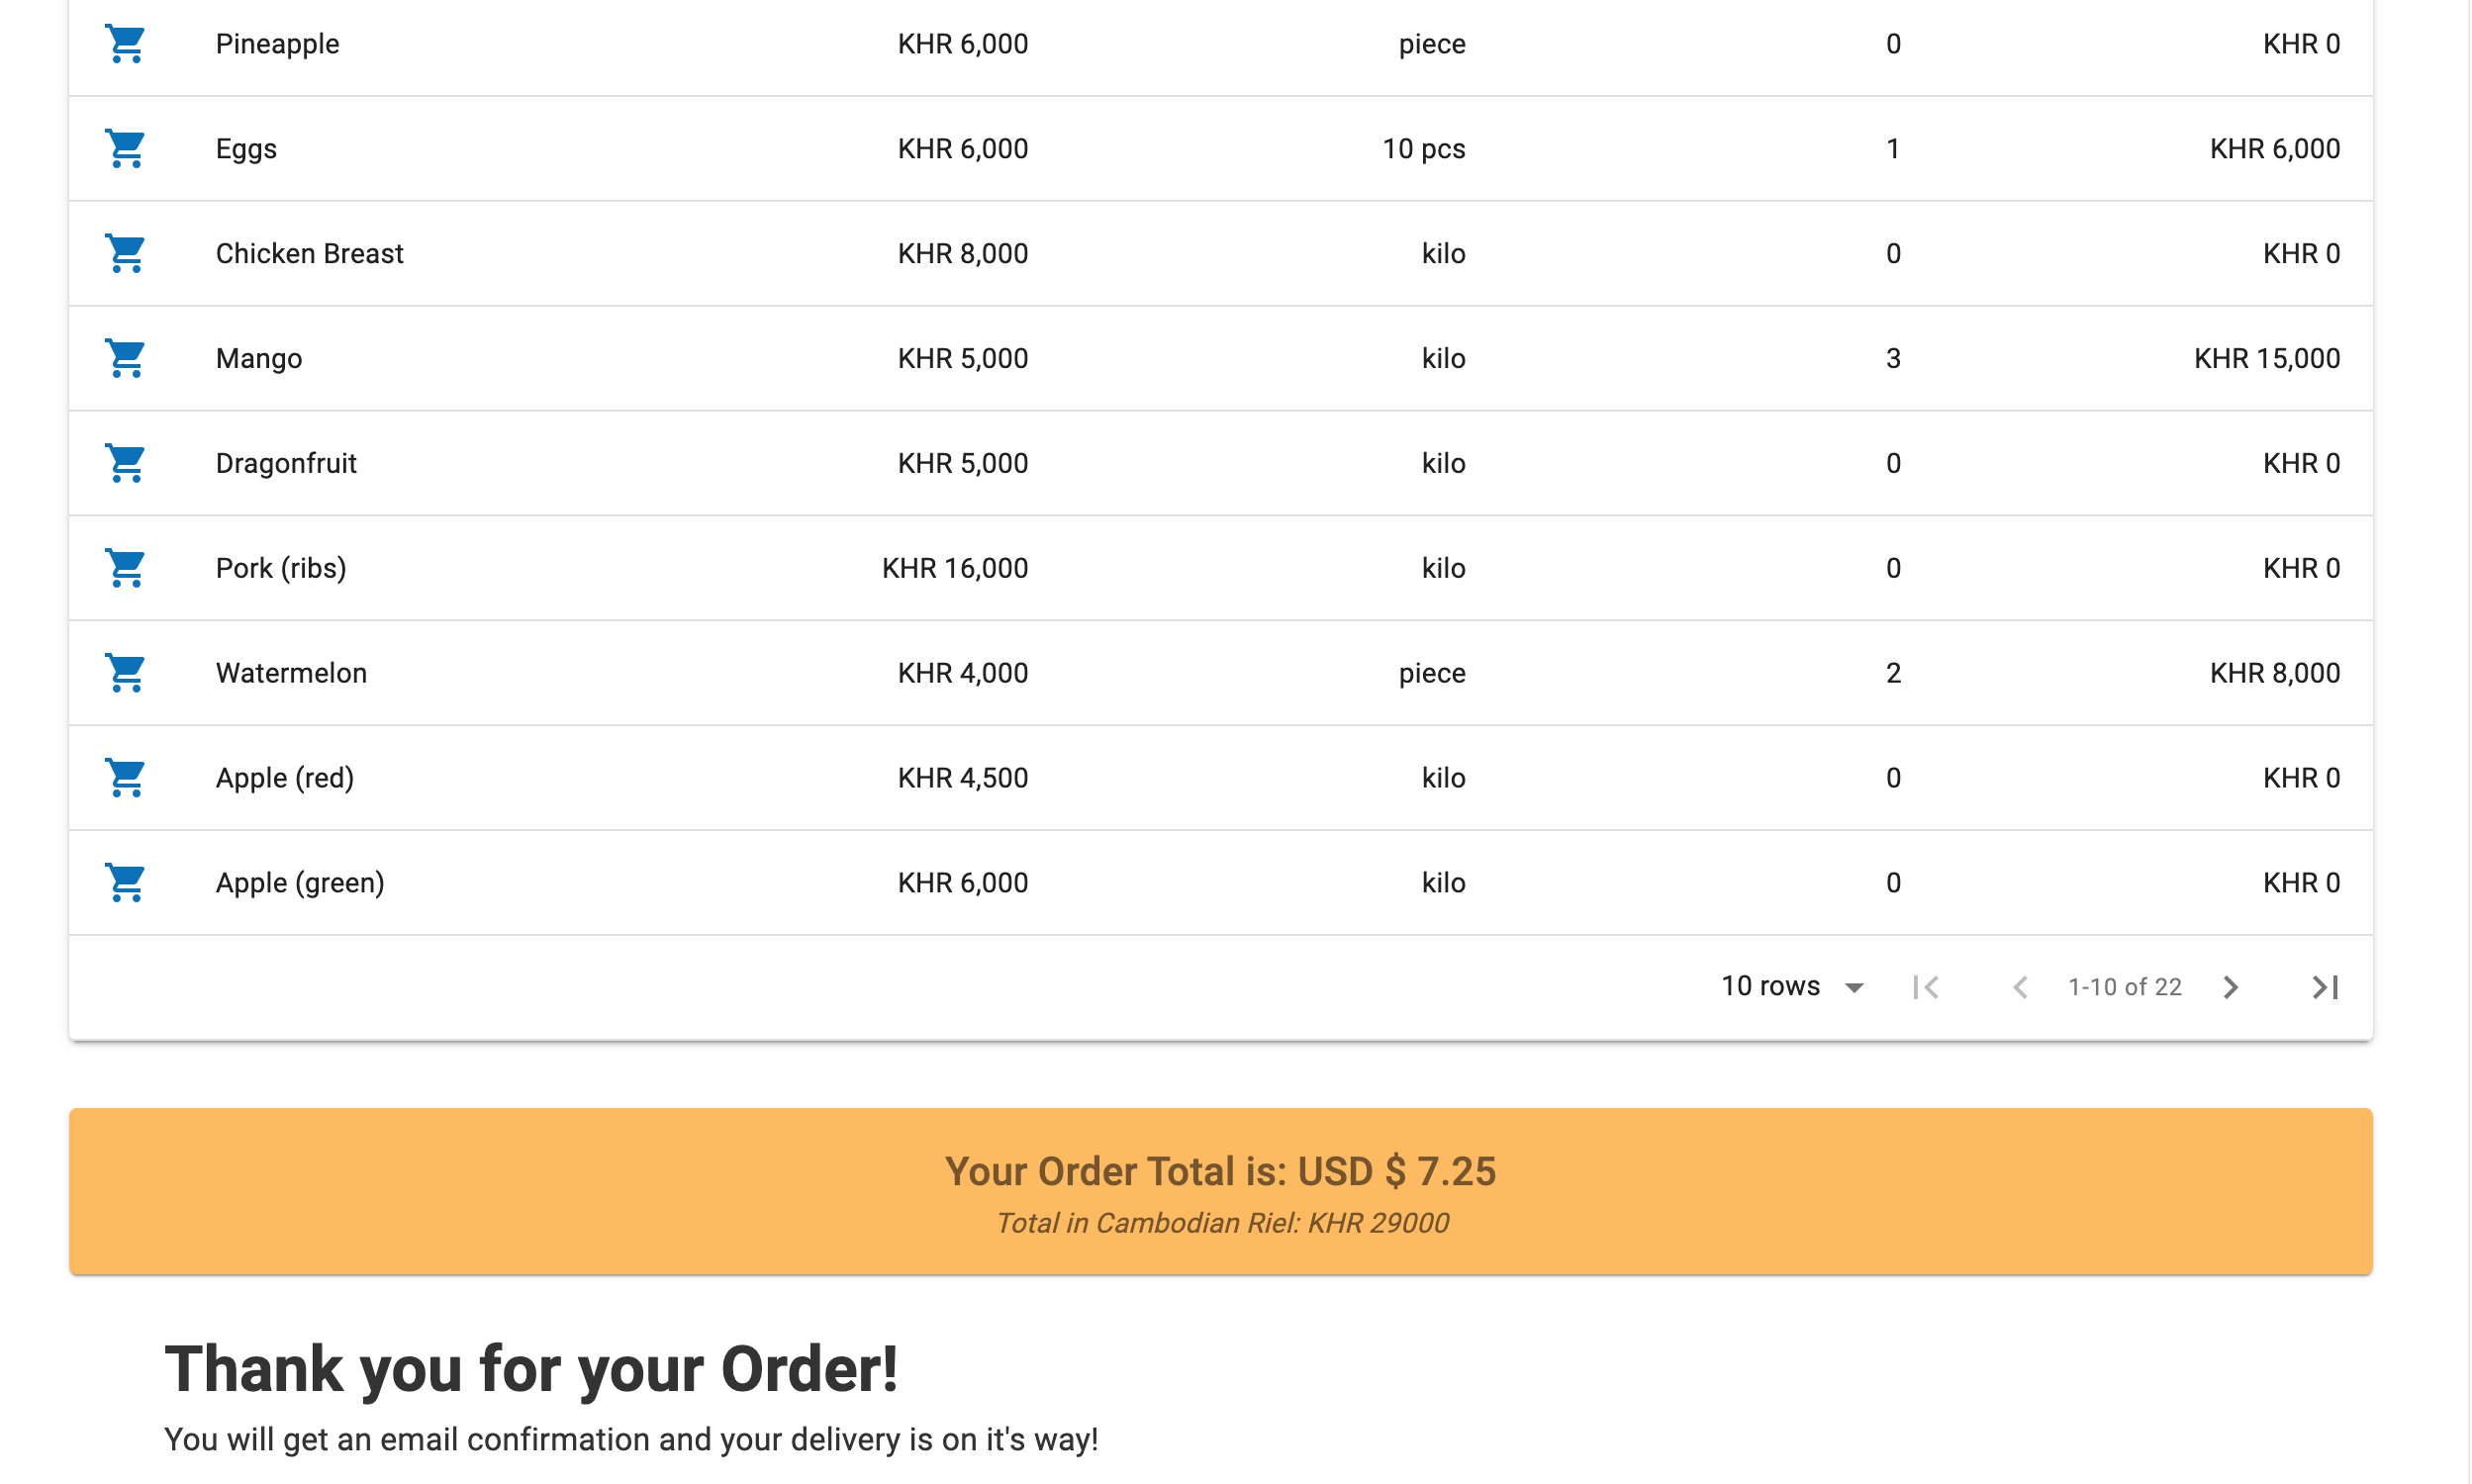 Pineapple KHR 6,000 piece 0 KHR 0
Eggs KHR 6,000 10 pcs 1 KHR 6,000
Chicken Breast KHR 8,000 kilo 0 KHR 0
Mango KHR 5,000 kilo 3 KHR 15,000
Dragonfruit KHR 5,000 kilo 0 KHR 0
Pork (ribs) KHR 16,000 kilo 0 KHR 0
Watermelon KHR 4,000 piece 2 KHR 8,000
Apple (red) KHR 4,500 kilo 0 KHR 0
Apple (green) KHR 6,000 kilo 0 KHR 0
10 rows 1-10 of 22
Your Order Total is: USD $ 7.25
Total in Cambodian Riel: KHR 29000
Thank you for your Order!
You will get an email confirmation and your delivery is on it's way!